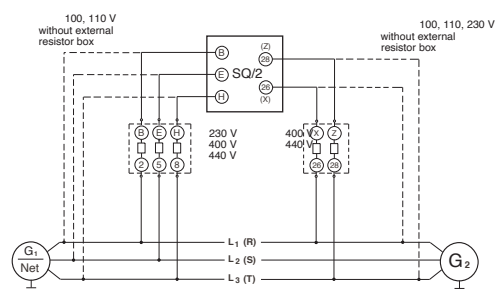 100, 110 V
without external
resistor box
100, 110, 230 V
without external
resistor box
B
(Z)
28
E
SQ/2
26
H
(X)
B E H
230 V
400 V
440 V
2 5 8
400 V
440 V
X Z
26 28
L1 (R)
G1
Net
L2 (S)
G2
L3 (T)